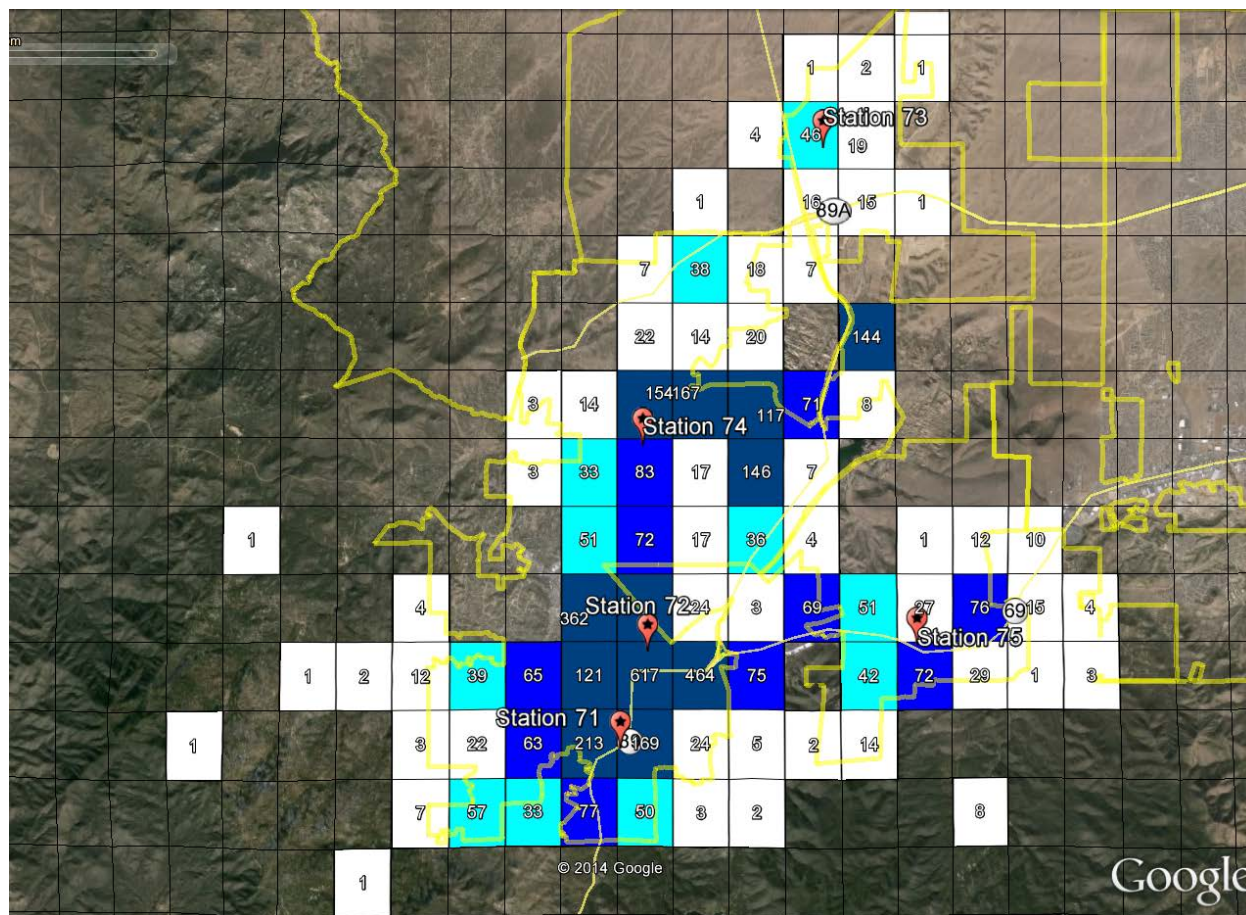 om
1 2 1
4 46 Station 73
19
1 16 89A 15 1
7 38 18 7
22 14 20 144
3 14 154 167 117 71 8
Station 74
3 33 83 17 146 7
1 51 72 17 36 4 1 12 10
4 362 Station 72 24 3 69 51 27 76 69 15 4
Station 75
1 2 12 39 65 121 617 464 75 42 72 29 1 3
Station 71
1 3 22 63 213 169 24 5 2 14
7 57 33 77 50 3 2 8
1 © 2014 Google
Google